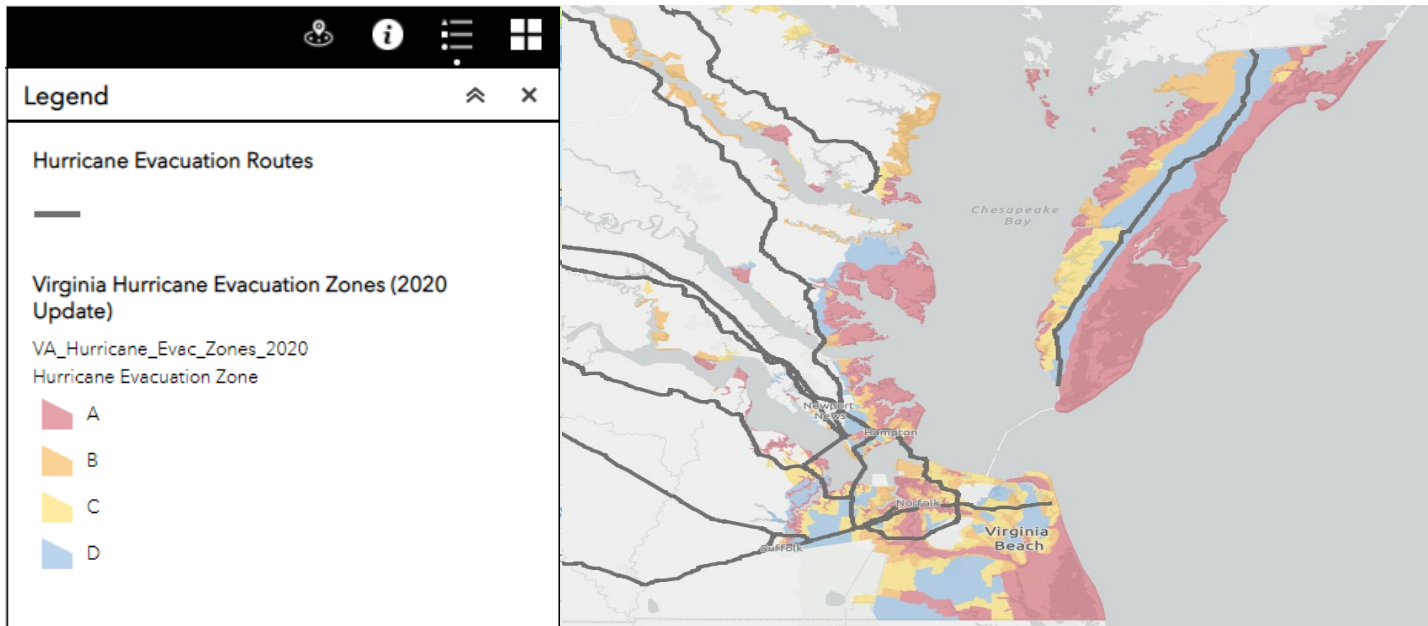 Legend
Hurricane Evacuation Routes
Virginia Hurricane Evacuation Zones (2020
Update)
VA_Hurricane_Evac_Zones_2020
Hurricane Evacuation Zone
A
B
C
D
Chesapeake
Bay
Newport
News
Hampton
Norfolk
Virginia
Beach
Suffolk